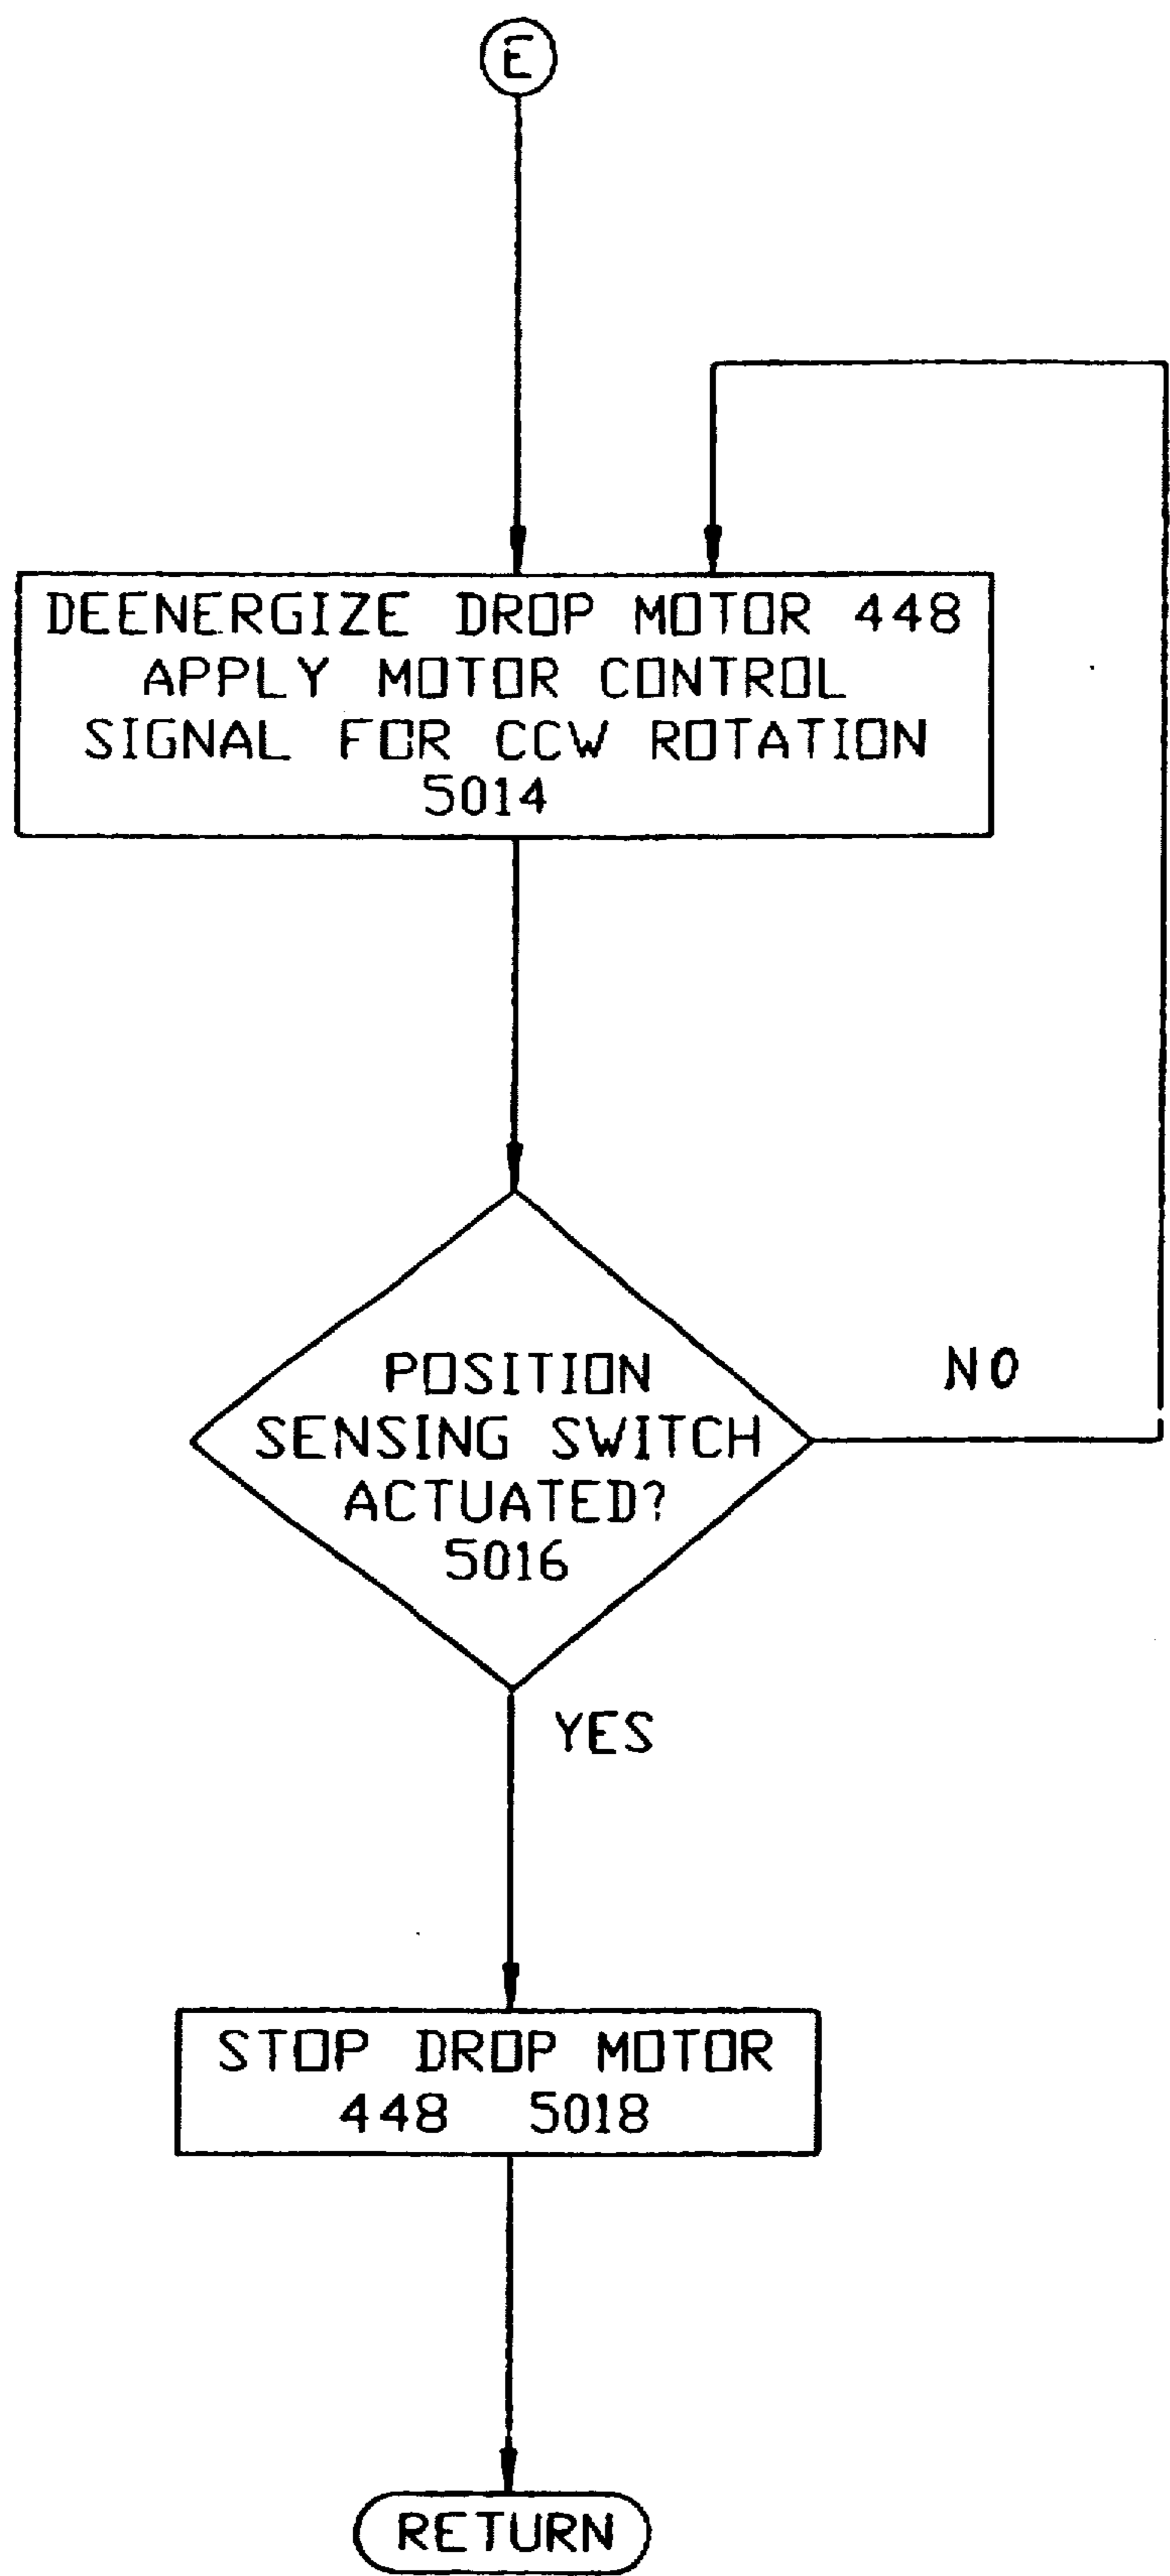 E
DEENERGIZE DROP MOTOR 448
APPLY MOTOR CONTROL
SIGNAL FOR CCW ROTATION
5014
POSITION
SENSING SWITCH
ACTUATED?
5016
NO
YES
STOP DROP MOTOR
448 5018
RETURN